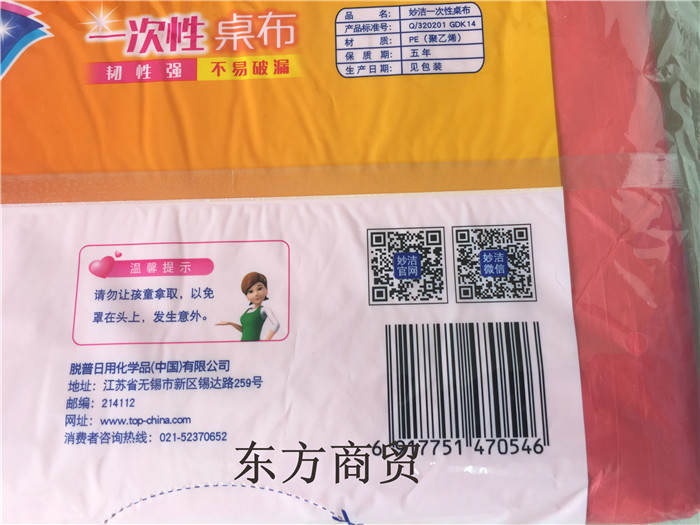 一次性桌布
韧性强 不易破漏
品名: 妙洁一次性桌布
产品标准号: Q/320201 GDK14
材质: PE（聚乙烯）
保质期: 五年
生产日期: 见包装
温馨提示
请勿让孩童拿取，以免
罩在头上，发生意外。
妙洁
官网
妙洁
微信
脱普日用化学品(中国)有限公司
地址: 江苏省无锡市新区锡达路259号
邮编: 214112
网址: www.top-china.com
消费者咨询热线: 021-52370652
6 917751 470546
东方商贸